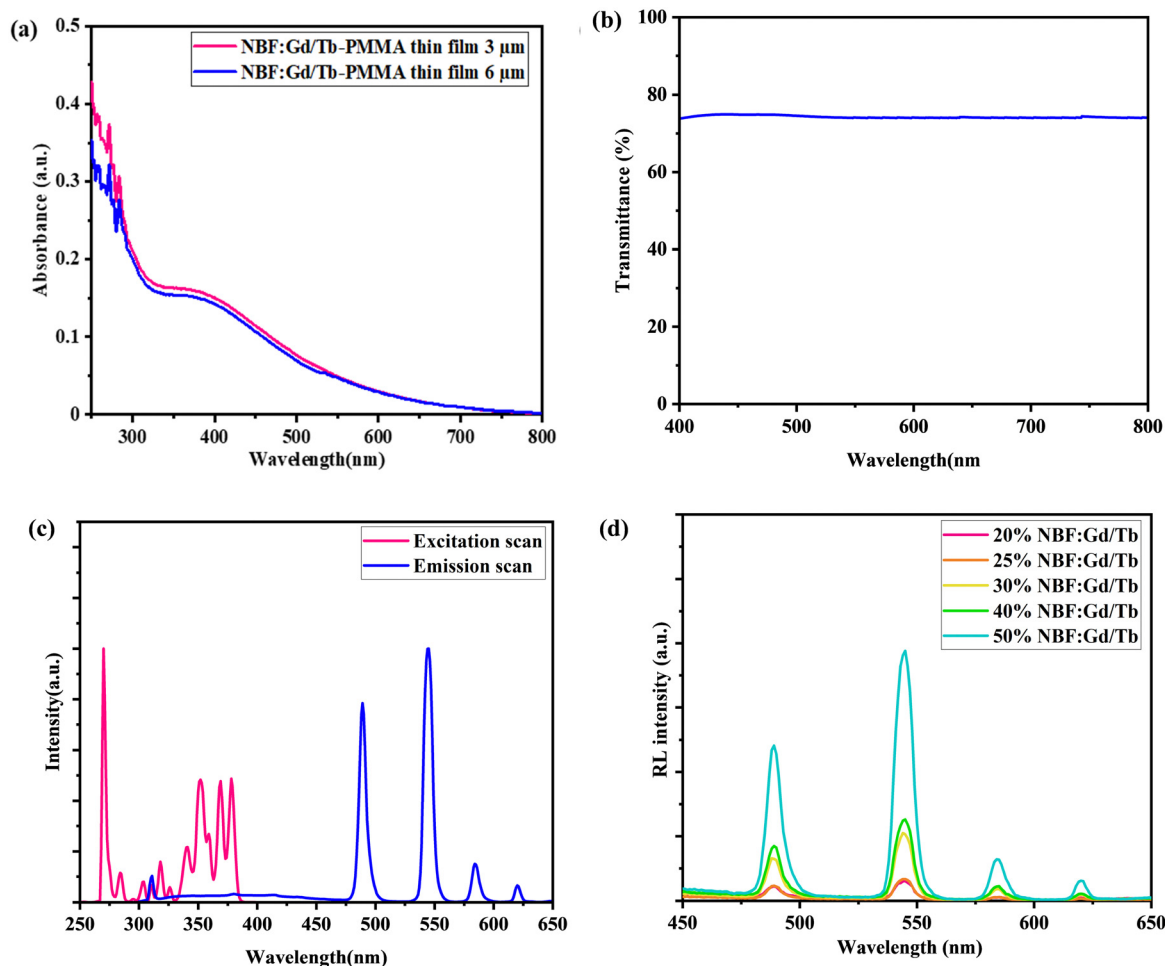 (a)
0.5
0.4
0.3
0.2
0.1
0
Absorbance (a.u.)
NBF:Gd/Tb-PMMA thin film 3 µm
NBF:Gd/Tb-PMMA thin film 6 µm
300 400 500 600 700 800
Wavelength(nm)
(b)
100
80
60
40
20
0
Transmittance (%)
400 500 600 700 800
Wavelength(nm
(c)
Intensity(a.u.)
Excitation scan
Emission scan
250 300 350 400 450 500 550 600 650
Wavelength(nm)
(d)
RL intensity (a.u.)
20% NBF:Gd/Tb
25% NBF:Gd/Tb
30% NBF:Gd/Tb
40% NBF:Gd/Tb
50% NBF:Gd/Tb
450 500 550 600 650
Wavelength (nm)